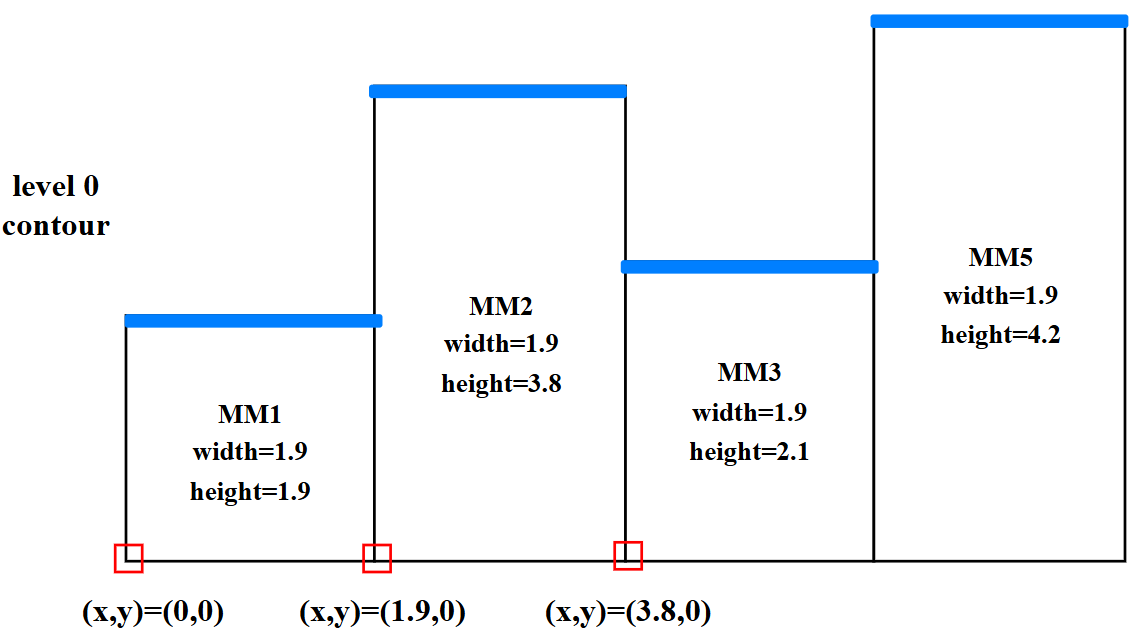 level 0
contour
MM1
width=1.9
height=1.9
MM2
width=1.9
height=3.8
MM3
width=1.9
height=2.1
MM5
width=1.9
height=4.2
(x,y)=(0,0)
(x,y)=(1.9,0)
(x,y)=(3.8,0)